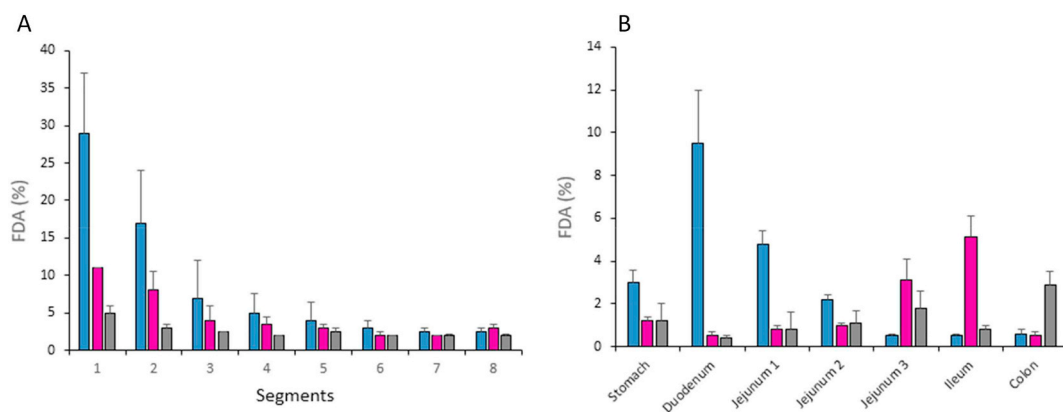 A
FDA (%)
40
35
30
25
20
15
10
5
0
1 2 3 4 5 6 7 8
Segments
B
FDA (%)
14
12
10
8
6
4
2
0
Stomach
Duodenum
Jejunum 1
Jejunum 2
Jejunum 3
Ileum
Colon